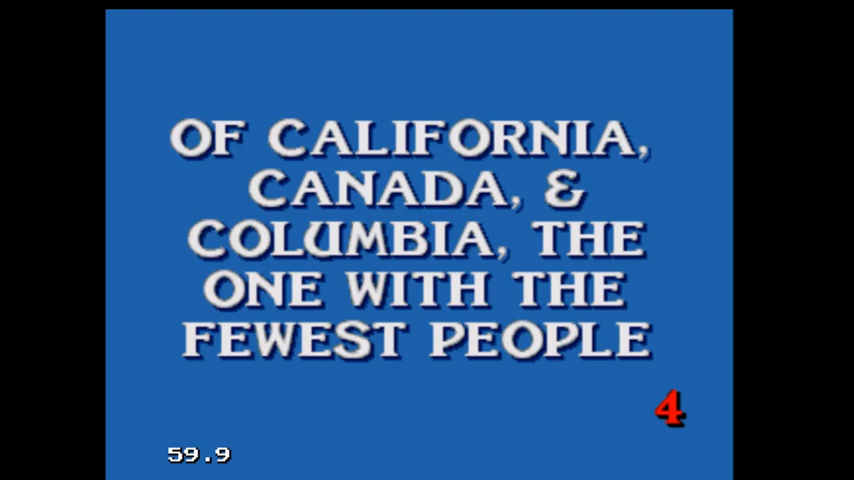 OF CALIFORNIA,
CANADA, &
COLUMBIA, THE
ONE WITH THE
FEWEST PEOPLE
4
59.9